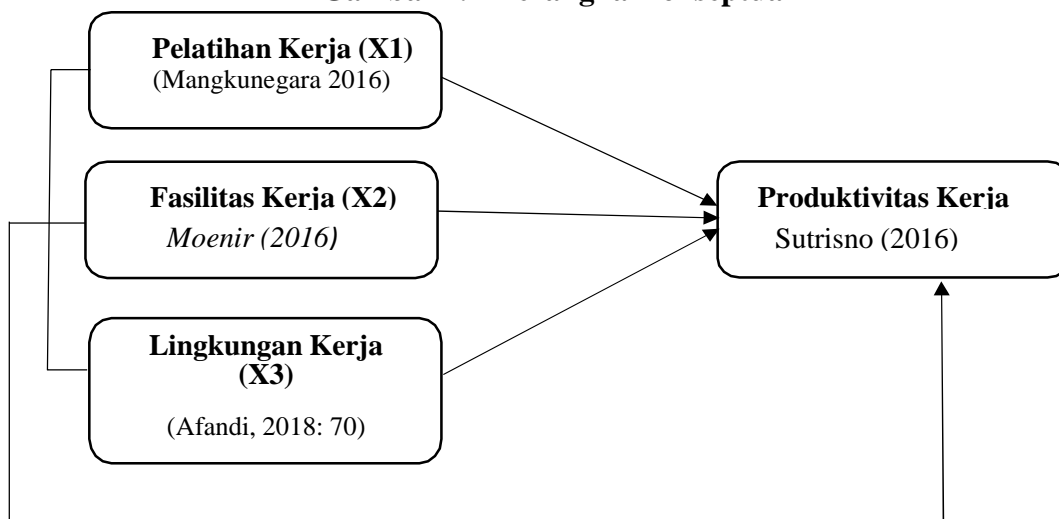 Pelatihan Kerja (X1)
(Mangkunegara 2016)
Fasilitas Kerja (X2)
Moenir (2016)
Lingkungan Kerja
(X3)
(Afandi, 2018: 70)
Produktivitas Kerja
Sutrisno (2016)